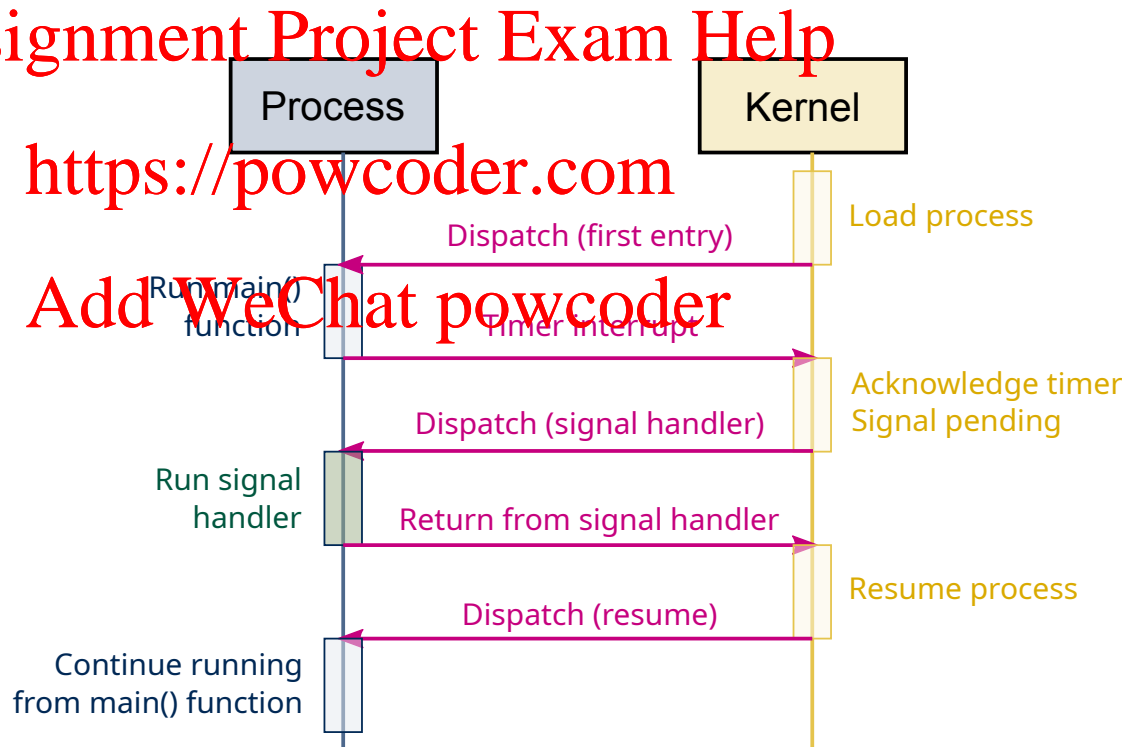 signment Project Exam Help
Process
Kernel
https://powcoder.com
Load process
Dispatch (first entry)
Run main()
function
Add WeChat powcoder
Timer interrupt
Acknowledge timer
Signal pending
Dispatch (signal handler)
Run signal
handler
Return from signal handler
Resume process
Dispatch (resume)
Continue running
from main() function